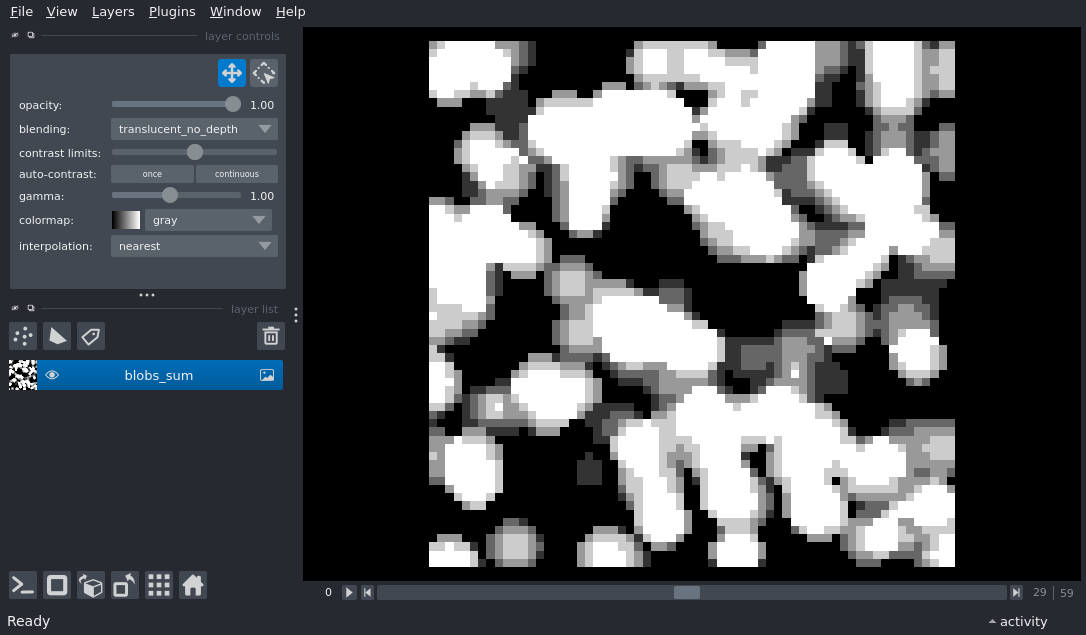 File View Layers Plugins Window Help
layer controls
opacity: 1.00
blending: translucent_no_depth
contrast limits:
auto-contrast: once continuous
gamma: 1.00
colormap: gray
interpolation: nearest
layer list
blobs_sum
0 29 59
Ready activity